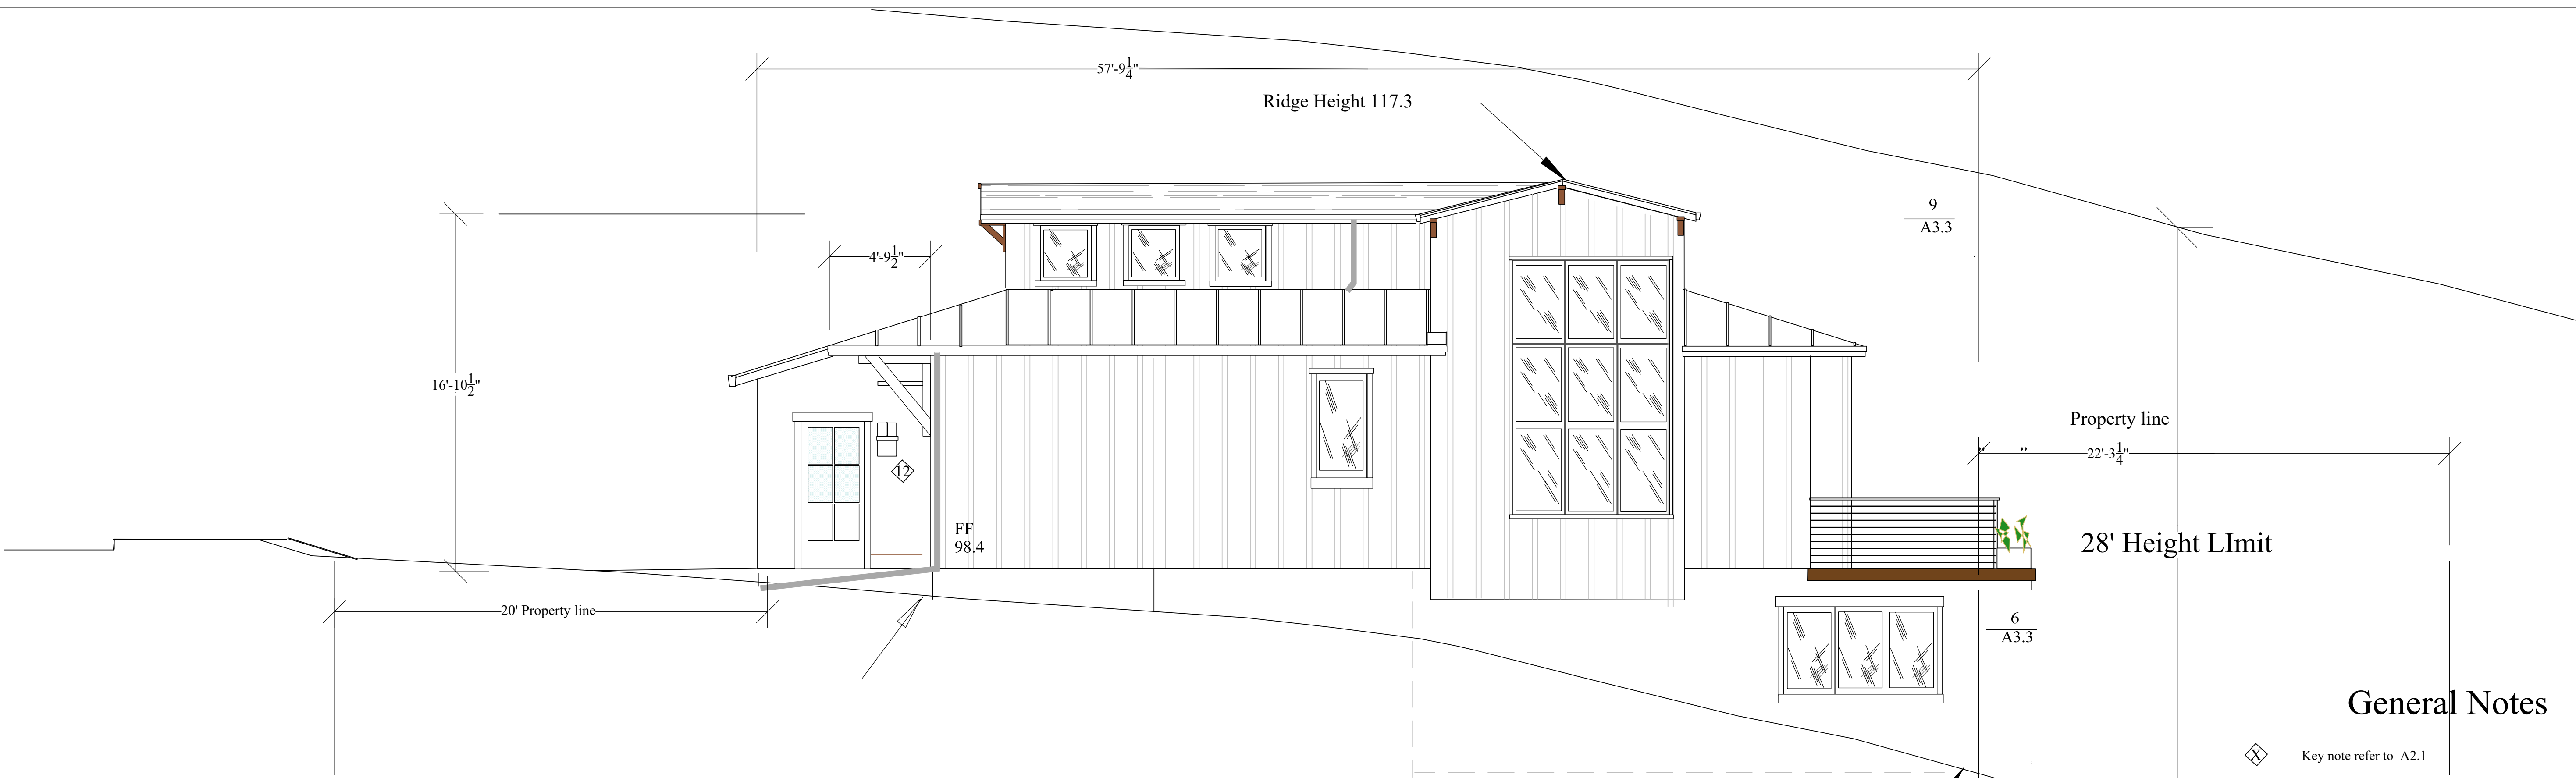 57'-9 1/4"
Ridge Height 117.3
9
A3.3
4'-9 1/2"
16'-10 1/2"
Property line
22'-3 1/4"
12
FF
98.4
28' Height LImit
20' Property line
6
A3.3
General Notes
X
Key note refer to A2.1